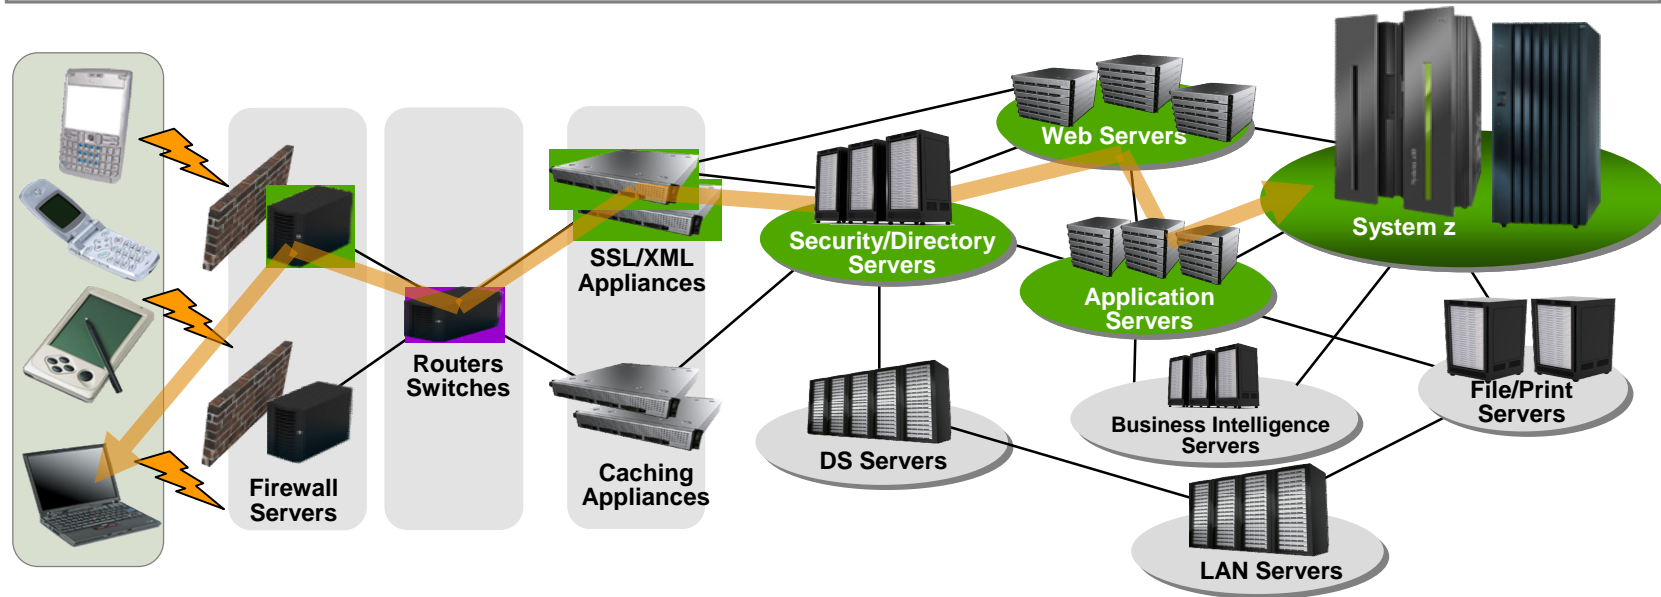 Web Servers
System z
Security/Directory
Servers
SSL/XML
Appliances
Application
Servers
Routers
Switches
File/Print
Servers
Business Intelligence
Servers
DS Servers
Caching
Appliances
Firewall
Servers
LAN Servers